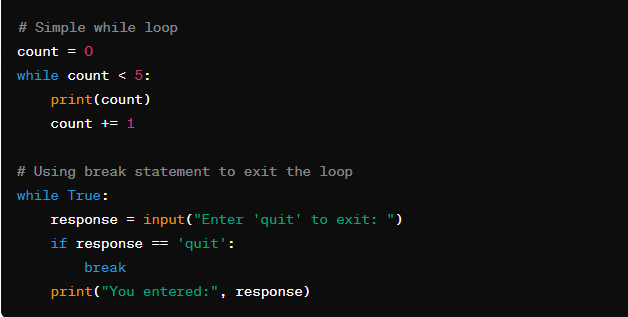 # Simple while loop
count = 0
while count < 5:
    print(count)
    count += 1
# Using break statement to exit the loop
while True:
    response = input("Enter 'quit' to exit: ")
    if response == 'quit':
        break
    print("You entered:", response)